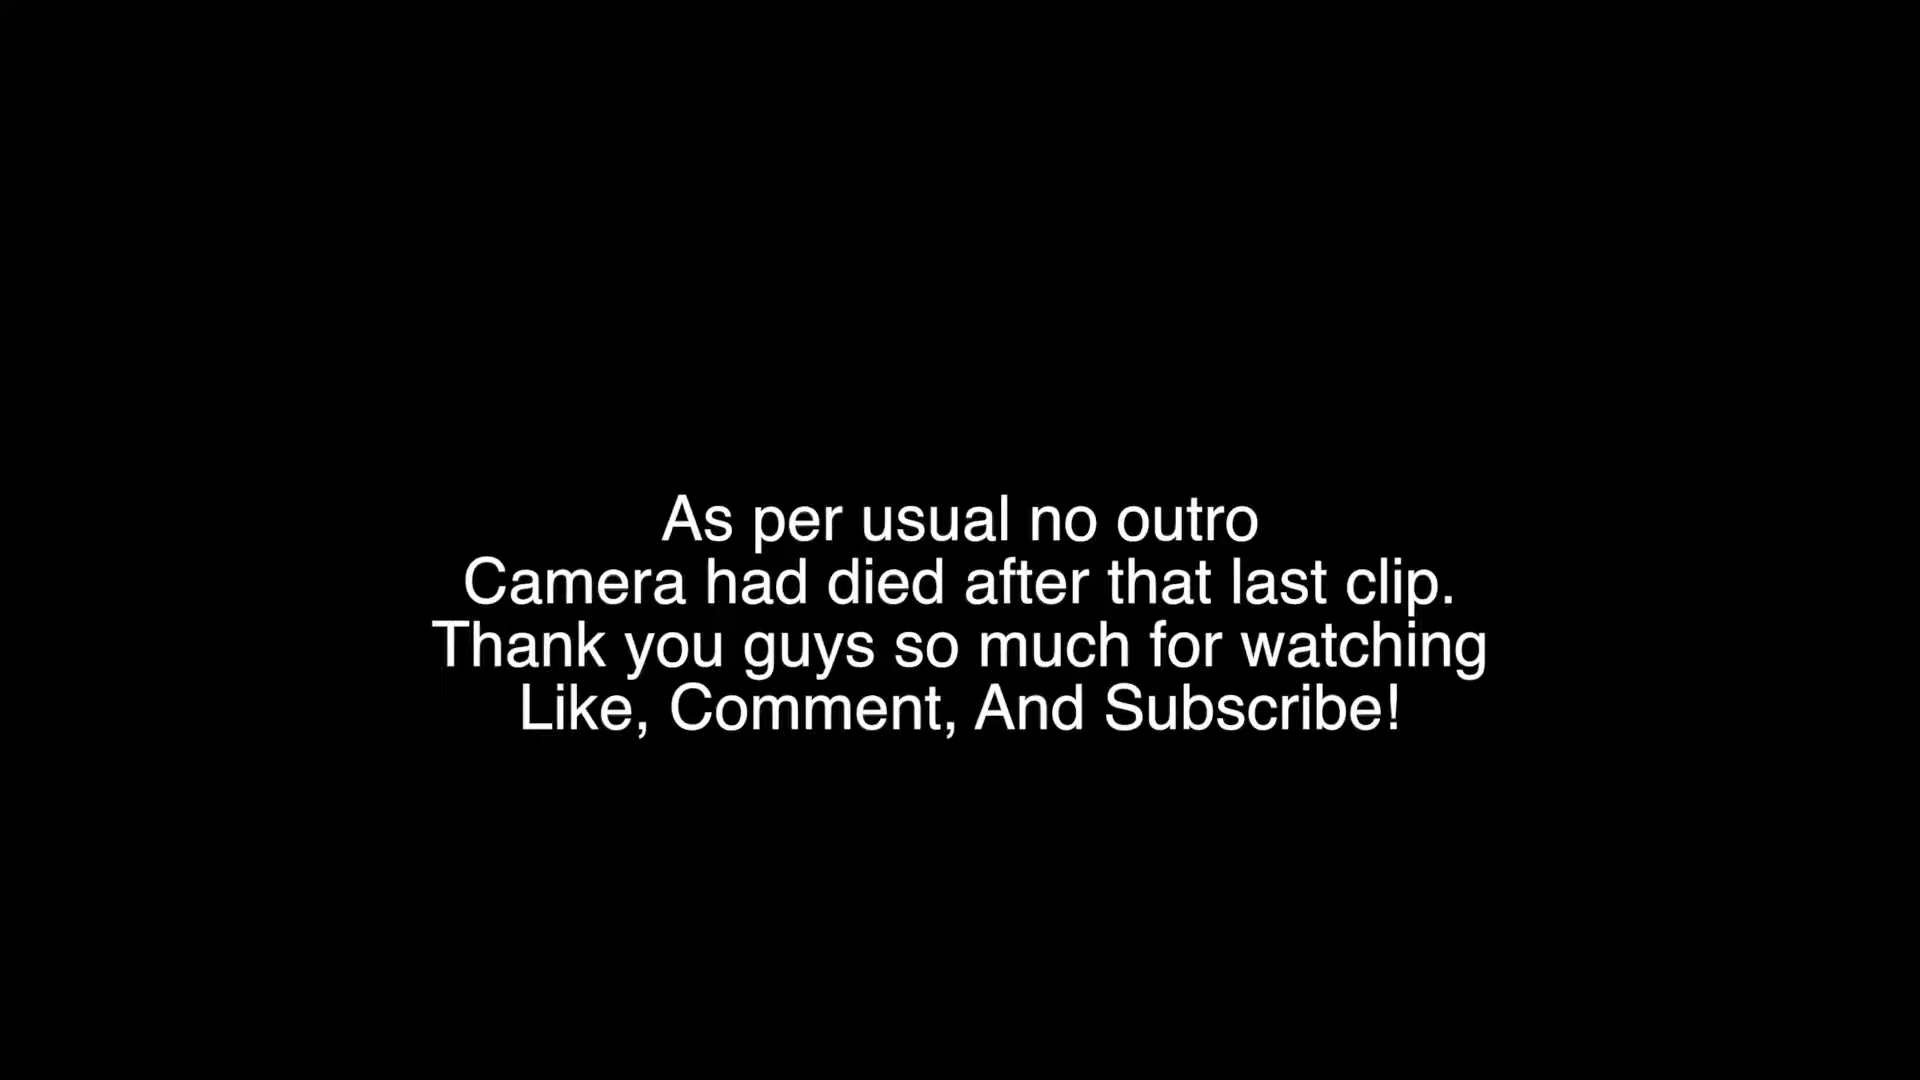 As per usual no outro
Camera had died after that last clip.
Thank you guys so much for watching
Like, Comment, And Subscribe!